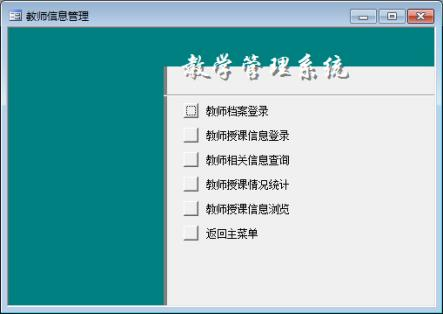 教师信息管理
教学管理系统
教师档案登录
教师授课信息登录
教师相关信息查询
教师授课情况统计
教师授课信息浏览
返回主菜单